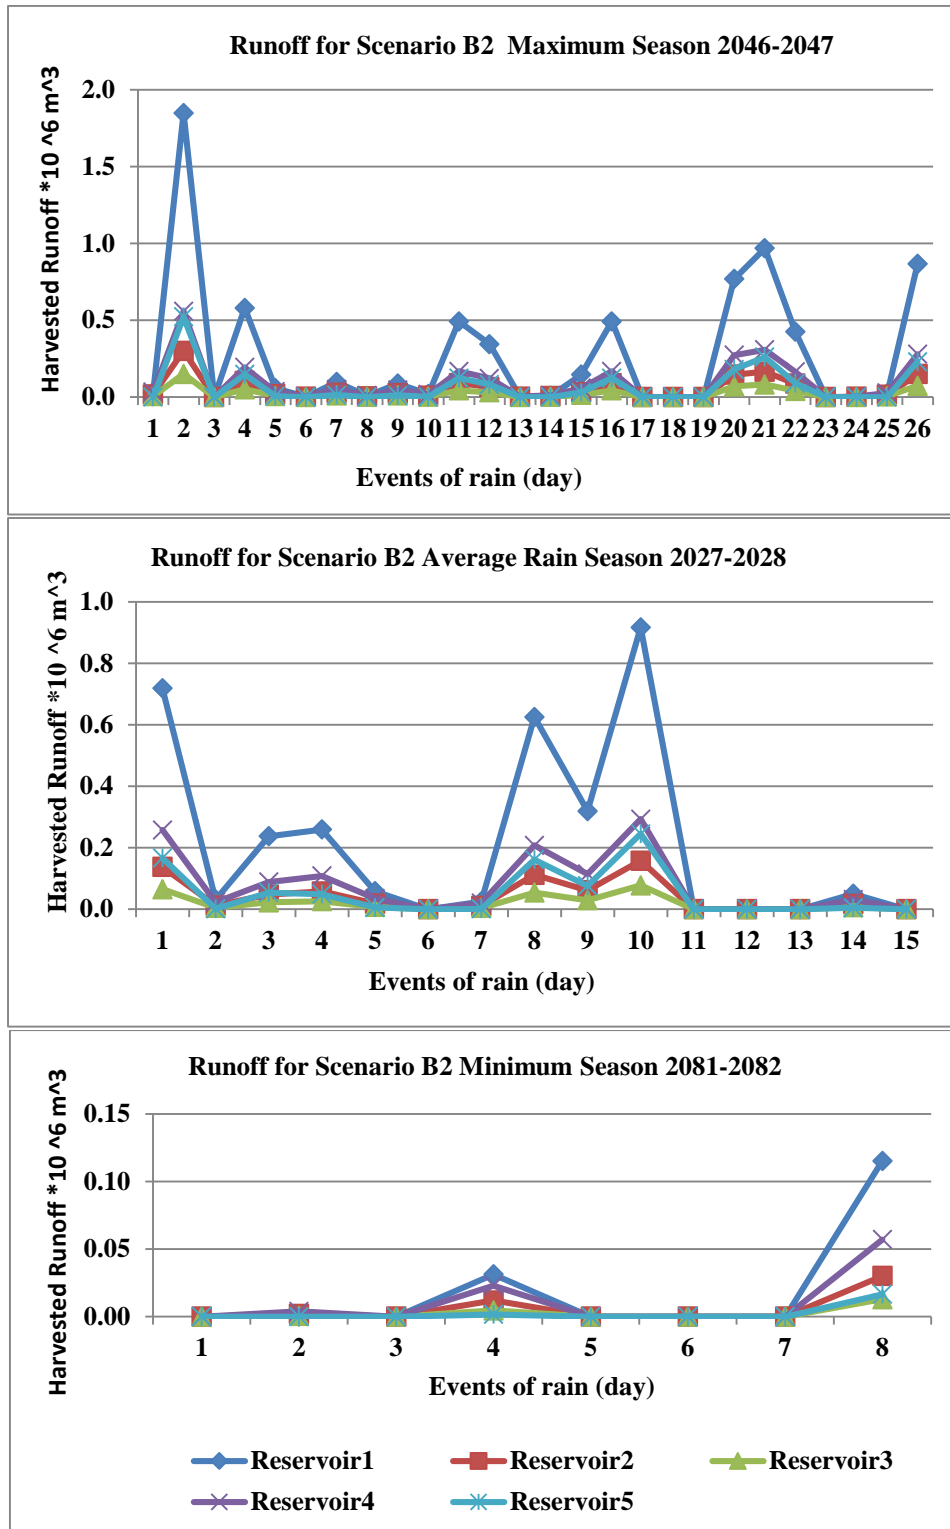 Runoff for Scenario B2  Maximum Season 2046-2047
Harvested Runoff *10 ^6 m^3
2.0
1.5
1.0
0.5
0.0
1 2 3 4 5 6 7 8 9 10 11 12 13 14 15 16 17 18 19 20 21 22 23 24 25 26
Events of rain (day)
Runoff for Scenario B2 Average Rain Season 2027-2028
Harvested Runoff *10 ^6 m^3
1.0
0.8
0.6
0.4
0.2
0.0
1 2 3 4 5 6 7 8 9 10 11 12 13 14 15
Events of rain (day)
Runoff for Scenario B2 Minimum Season 2081-2082
Harvested Runoff *10 ^6 m^3
0.15
0.10
0.05
0.00
1 2 3 4 5 6 7 8
Events of rain (day)
Reservoir1 Reservoir2 Reservoir3
Reservoir4 Reservoir5